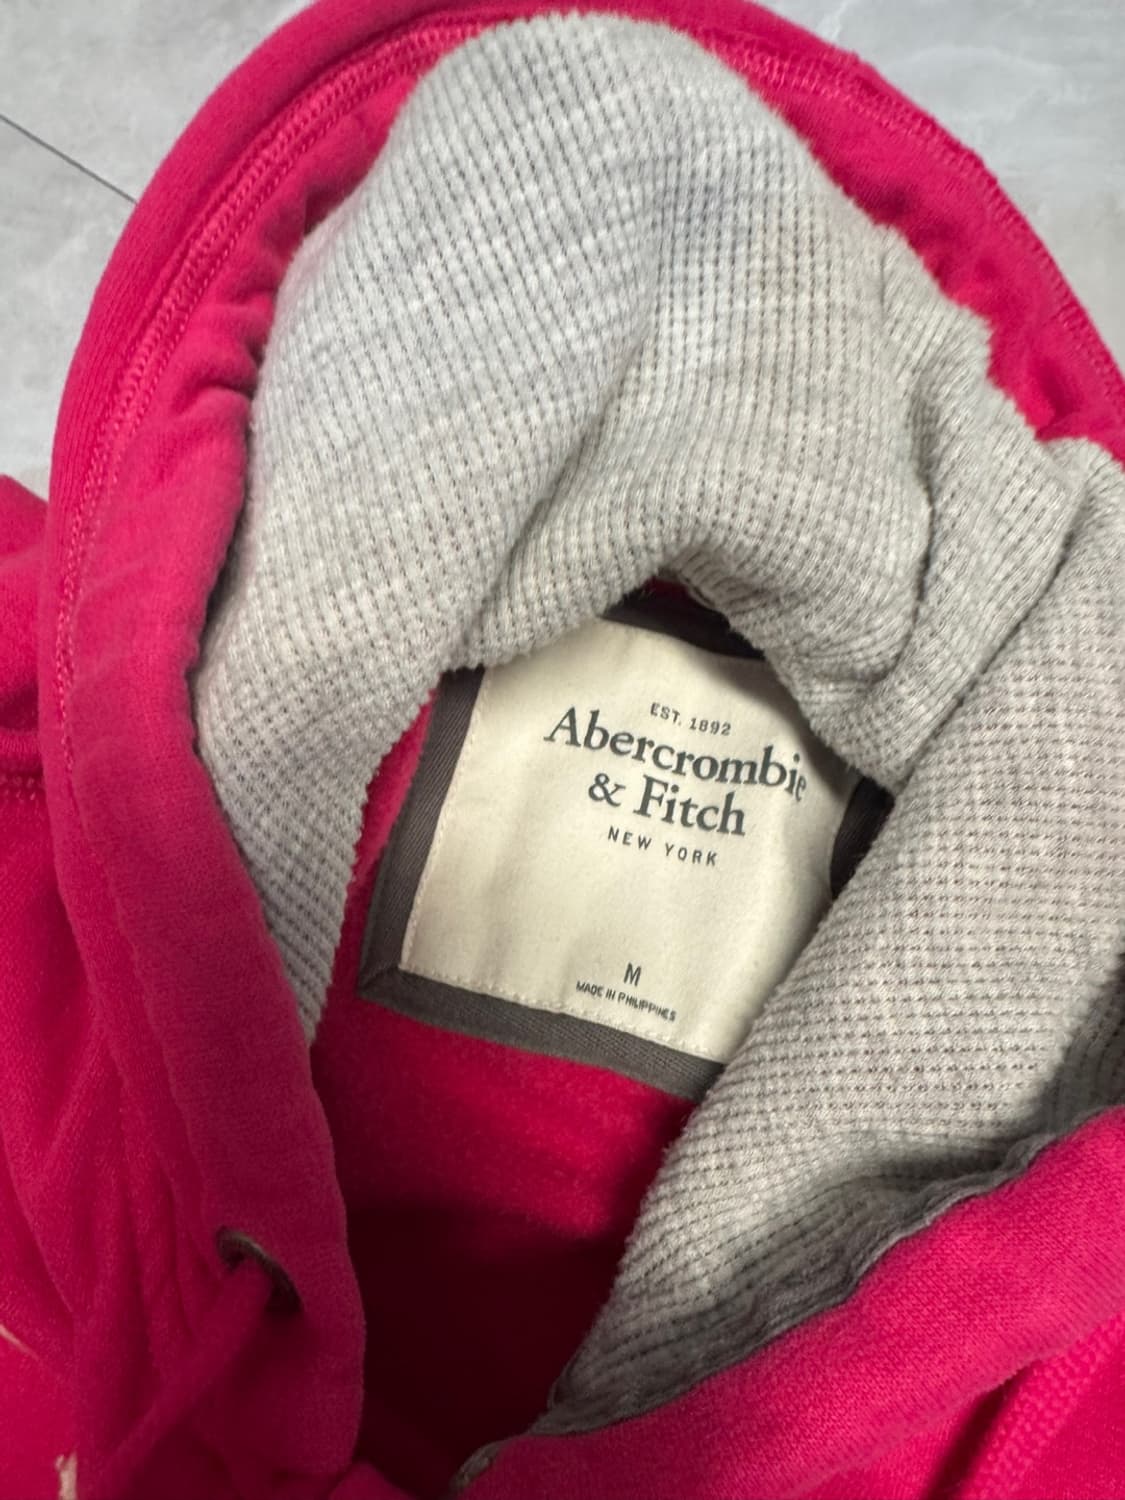 EST. 1892
Abercrombie
& Fitch
NEW YORK
M
MADE IN PHILIPPINES